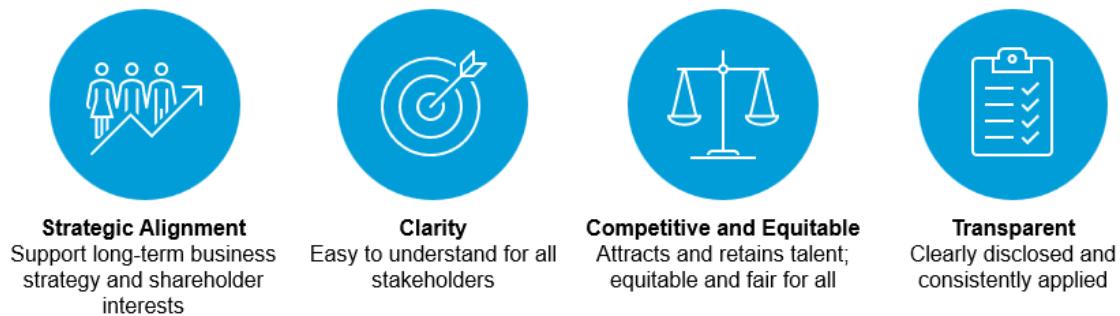 Strategic Alignment
Support long-term business
strategy and shareholder
interests
Clarity
Easy to understand for all
stakeholders
Competitive and Equitable
Attracts and retains talent;
equitable and fair for all
Transparent
Clearly disclosed and
consistently applied